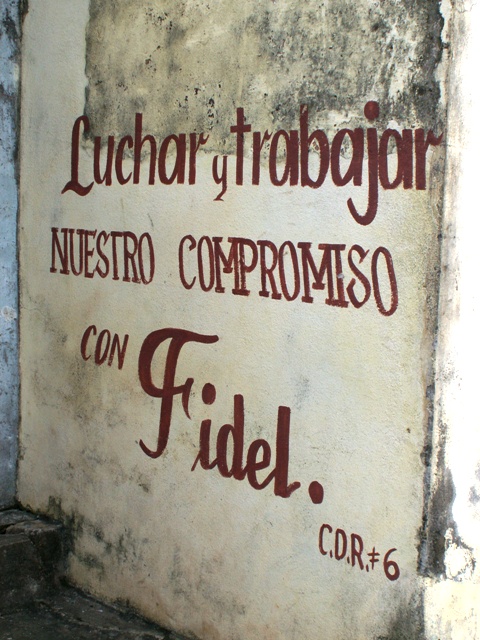 Luchar y trabajar
NUESTRO COMPROMISO
CON Fidel.
C.D.R.# 6